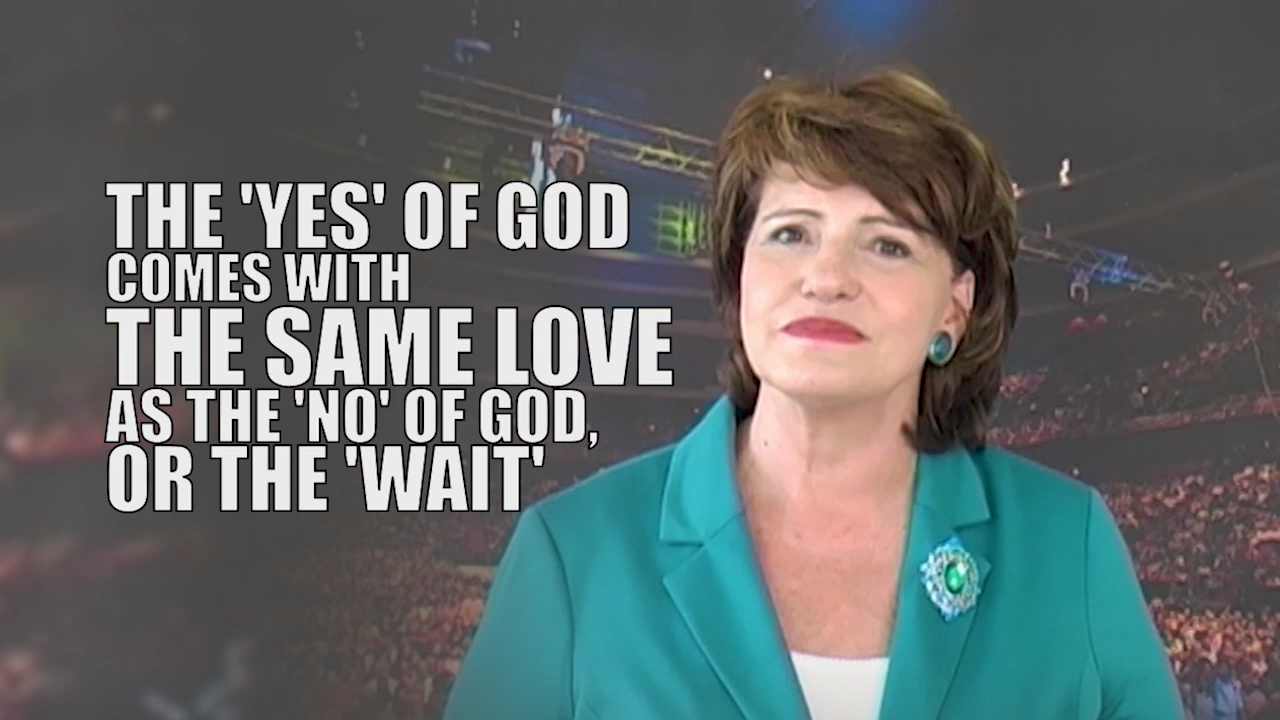 THE 'YES' OF GOD
COMES WITH
THE SAME LOVE
AS THE 'NO' OF GOD,
OR THE 'WAIT'